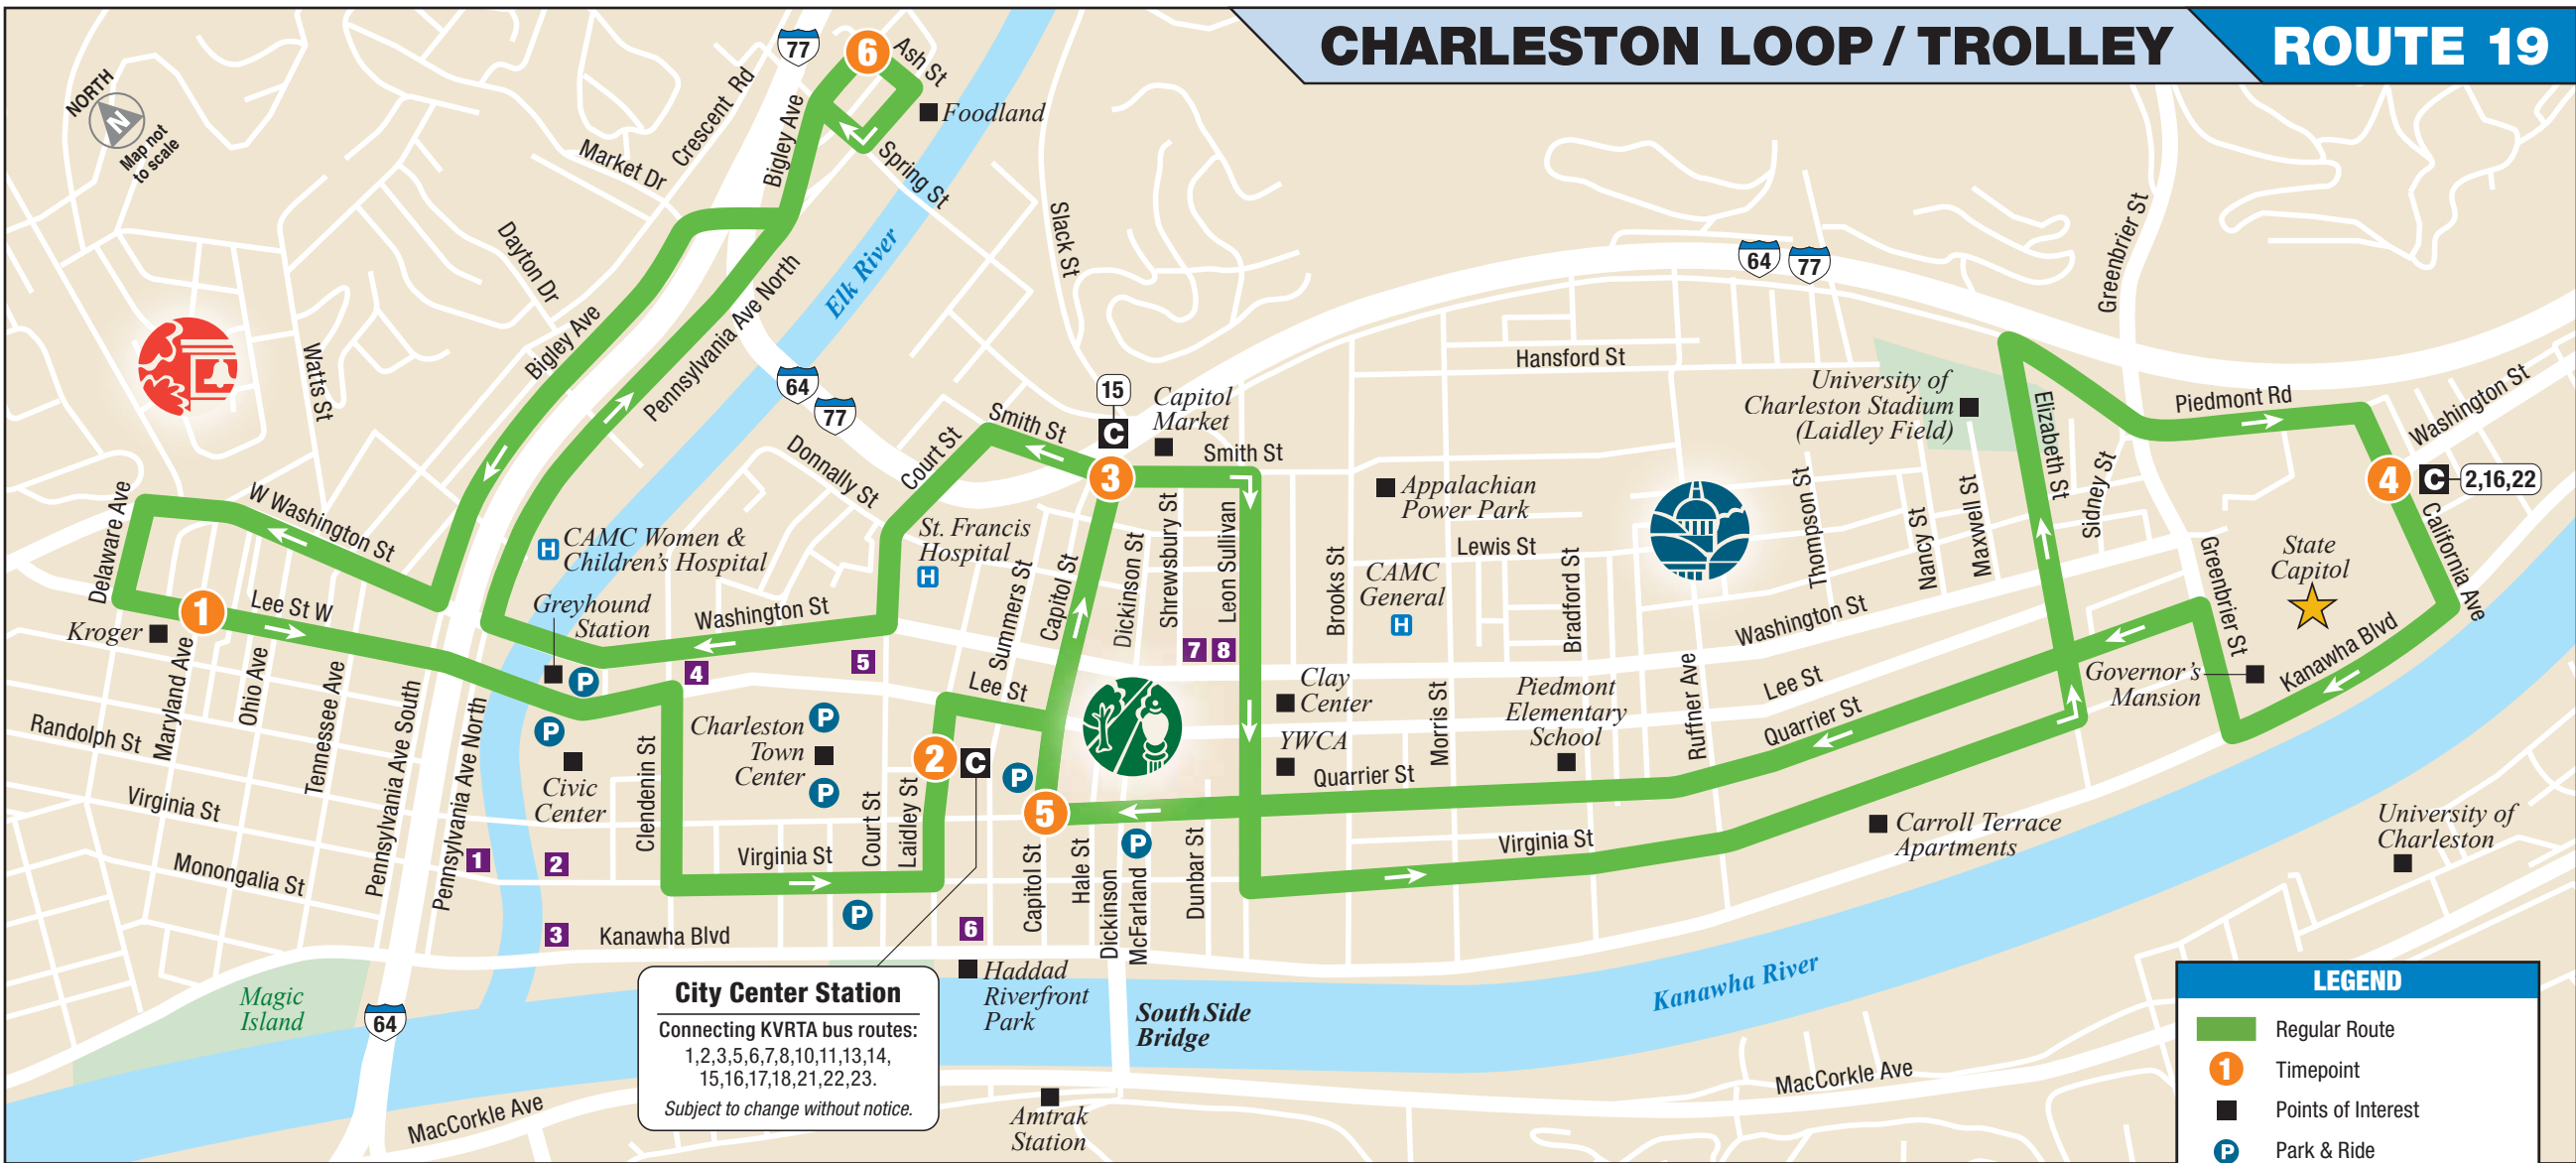 CHARLESTON LOOP / TROLLEY
ROUTE 19
NORTH
N
Map not
to scale
77
6
Ash St
Foodland
Crescent Rd
Market Dr
Bigley Ave
Spring St
Slack St
Elk River
Dayton Dr
Bigley Ave
Pennsylvania Ave North
Watts St
64
77
15
C
Capitol
Market
Smith St
3
Smith St
Court St
Donnally St
64
77
Greenbrier St
Hansford St
University of
Charleston Stadium
(Laidley Field)
Elizabeth St
Piedmont Rd
Washington St
4
C
2,16,22
California Ave
Sidney St
Maxwell St
Nancy St
Thompson St
Greenbrier St
State
Capitol
Kanawha Blvd
Governor's
Mansion
Delaware Ave
W Washington St
H
CAMC Women &
Children's Hospital
St. Francis
Hospital
H
Greyhound
Station
P
Washington St
1
Lee St W
Kroger
Maryland Ave
Ohio Ave
Tennessee Ave
Pennsylvania Ave South
Pennsylvania Ave North
Randolph St
Virginia St
Monongalia St
P
Civic
Center
Clendenin St
4
5
Charleston
Town
Center
P
P
Court St
Laidley St
Virginia St
P
2
C
Lee St
Summers St
Capitol St
Dickinson St
Shrewsbury St
Leon Sullivan
7
8
P
5
Capitol St
Hale St
Dickinson
McFarland
P
Dunbar St
Appalachian
Power Park
Lewis St
CAMC
General
H
Brooks St
Bradford St
Clay
Center
YWCA
Quarrier St
Morris St
Piedmont
Elementary
School
Ruffner Ave
Washington St
Lee St
Quarrier St
Virginia St
Carroll Terrace
Apartments
University of
Charleston
1
2
3
Kanawha Blvd
6
Haddad
Riverfront
Park
South Side
Bridge
Kanawha River
Magic
Island
64
MacCorkle Ave
MacCorkle Ave
Amtrak
Station
City Center Station
Connecting KVRTA bus routes:
1,2,3,5,6,7,8,10,11,13,14,
15,16,17,18,21,22,23.
Subject to change without notice.
LEGEND
Regular Route
1
Timepoint
Points of Interest
P
Park & Ride